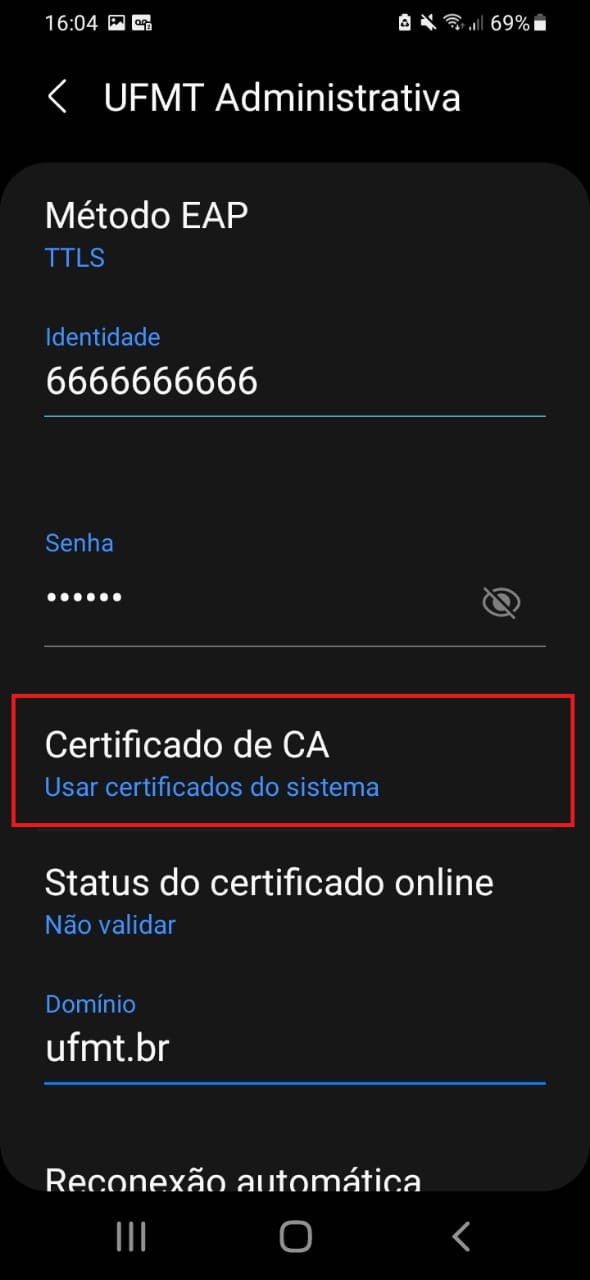 16:04 69%
UFMT Administrativa
Método EAP
TTLS
Identidade
6666666666
Senha
••••••
Certificado de CA
Usar certificados do sistema
Status do certificado online
Não validar
Domínio
ufmt.br
Reconexão automática